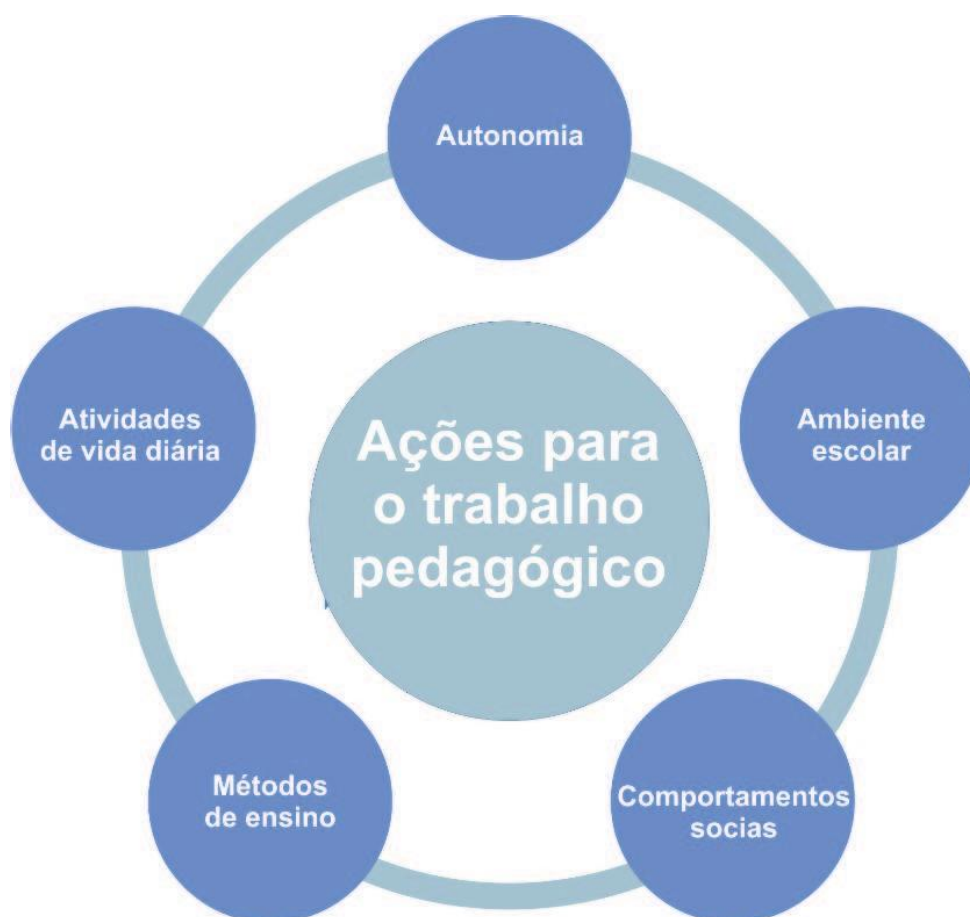 Autonomia
Atividades
de vida diária
Ações para
o trabalho
pedagógico
Ambiente
escolar
Métodos
de ensino
Comportamentos
socias